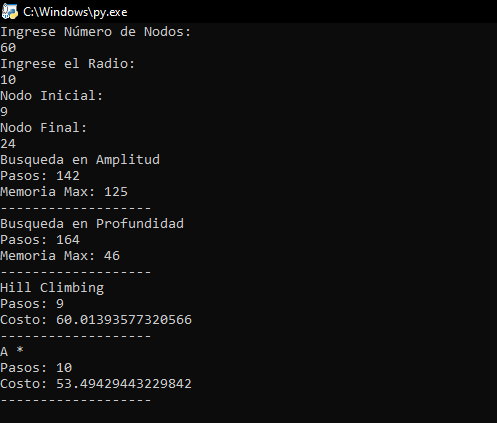 C:\Windows\py.exe
Ingrese Número de Nodos:
60
Ingrese el Radio:
10
Nodo Inicial:
9
Nodo Final:
24
Busqueda en Amplitud
Pasos: 142
Memoria Max: 125
-------------------
Busqueda en Profundidad
Pasos: 164
Memoria Max: 46
-------------------
Hill Climbing
Pasos: 9
Costo: 60.01393577320566
-------------------
A *
Pasos: 10
Costo: 53.49429443229842
-------------------